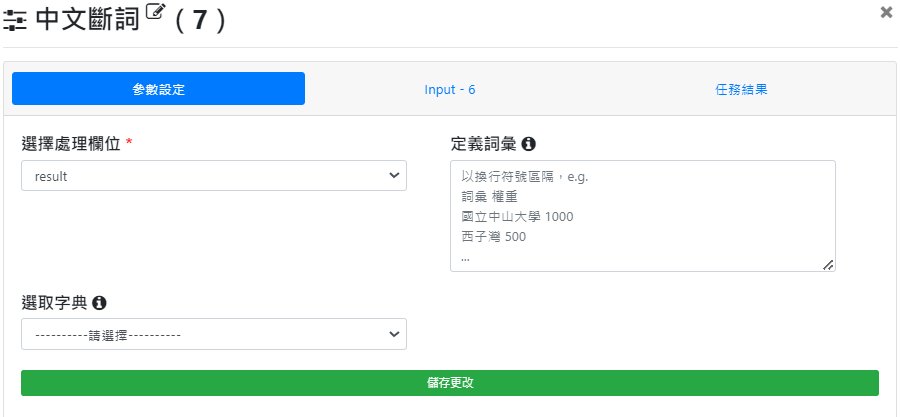 中文斷詞 ( 7 )
參數設定 Input - 6 任務結果
選擇處理欄位 *
result
定義詞彙
以換行符號區隔，e.g.
詞彙 權重
國立中山大學 1000
西子灣 500
...
選取字典
----------請選擇----------
儲存更改